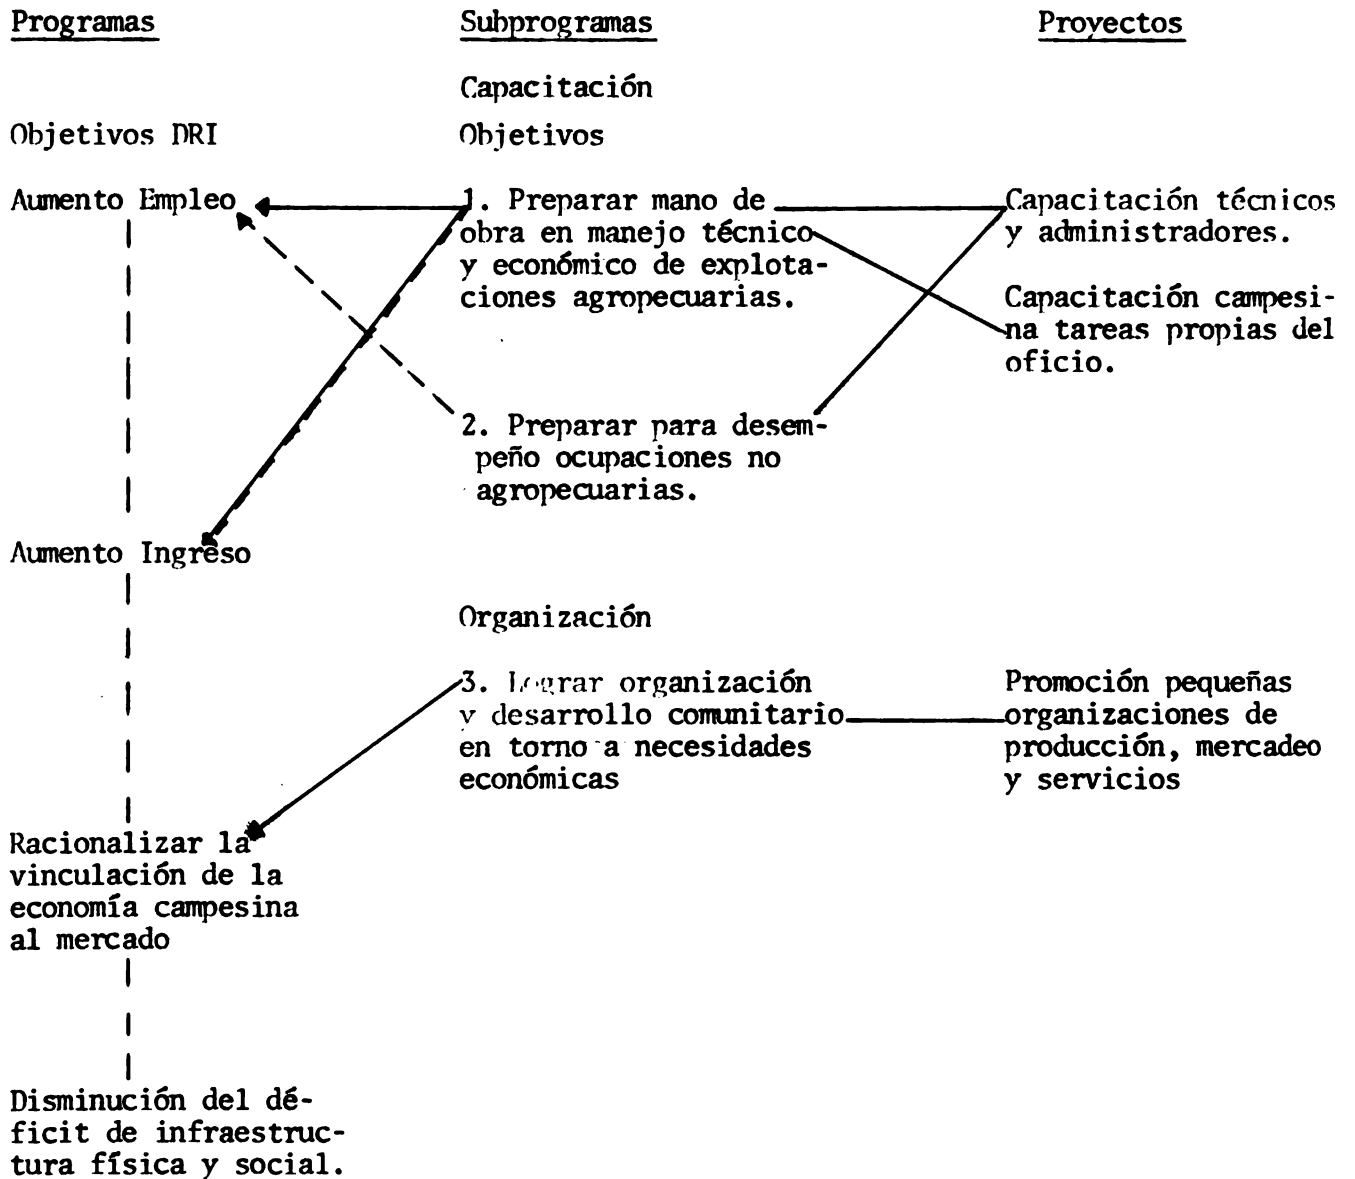 Programas
Subprogramas
Proyectos
Capacitación
Objetivos DRI
Objetivos
Aumento Empleo
1. Preparar mano de
obra en manejo técnico
y económico de explota-
ciones agropecuarias.
Capacitación técnicos
y administradores.
Capacitación campesi-
na tareas propias del
oficio.
2. Preparar para desem-
peño ocupaciones no
agropecuarias.
Aumento Ingreso
Organización
3. Lograr organización
y desarrollo comunitario
en torno a necesidades
económicas
Promoción pequeñas
organizaciones de
producción, mercadeo
y servicios
Racionalizar la
vinculación de la
economía campesina
al mercado
Disminución del dé-
ficit de infraestruc-
tura física y social.